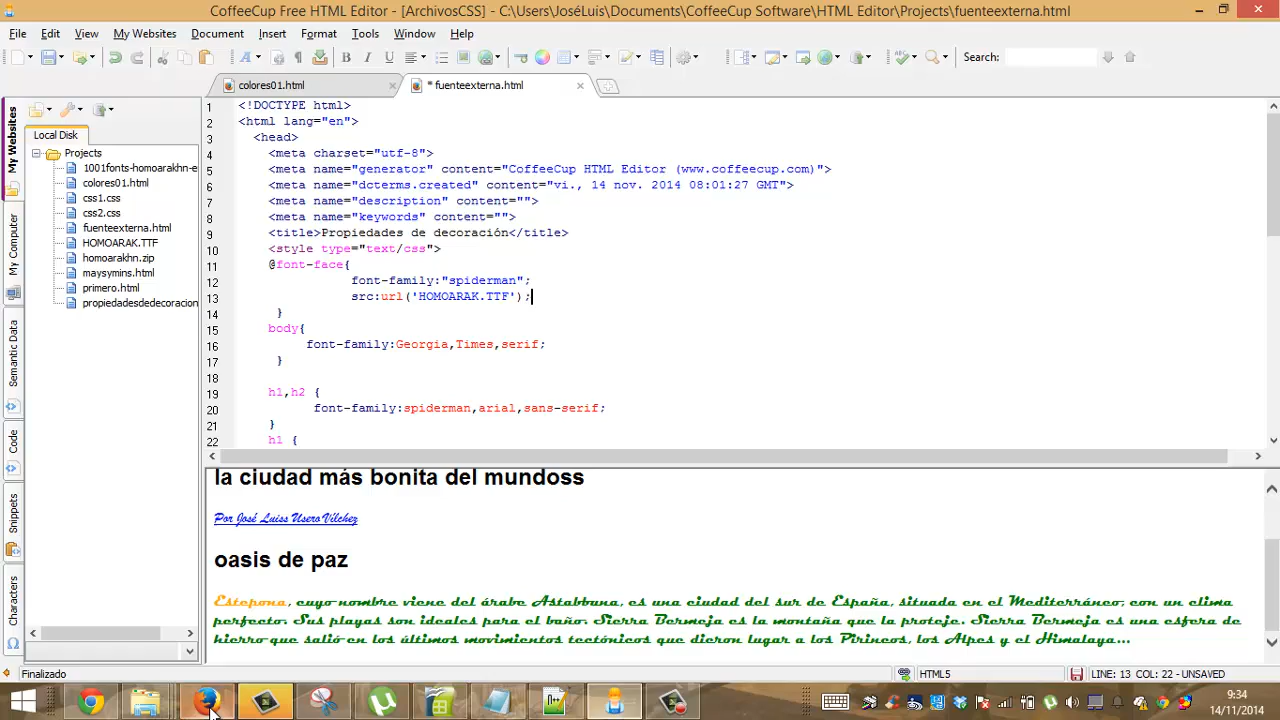 CoffeeCup Free HTML Editor - [ArchivosCSS] - C:\Users\JoséLuis\Documents\CoffeeCup Software\HTML Editor\Projects\fuenteexterna.html
File Edit View My Websites Document Insert Format Tools Window Help
Search:
colores01.html
* fuenteexterna.html
My Websites
My Computer
Semantic Data
Code
Snippets
Characters
Local Disk
Projects
1001fonts-homoarakhn-e
colores01.html
css1.css
css2.css
fuenteexterna.html
HOMOARAK.TTF
homoarakhn.zip
maysymins.html
primero.html
propiedadesdedecoracion
1 <!DOCTYPE html>
2 <html lang="en">
3 <head>
4 <meta charset="utf-8">
5 <meta name="generator" content="CoffeeCup HTML Editor (www.coffeecup.com)">
6 <meta name="dcterms.created" content="vi., 14 nov. 2014 08:01:27 GMT">
7 <meta name="description" content="">
8 <meta name="keywords" content="">
9 <title>Propiedades de decoración</title>
10 <style type="text/css">
11 @font-face{
12 font-family:"spiderman";
13 src:url('HOMOARAK.TTF');
14 }
15 body{
16 font-family:Georgia,Times,serif;
17 }
18
19 h1,h2 {
20 font-family:spiderman,arial,sans-serif;
21 }
22 h1 {
la ciudad más bonita del mundoss
Por José Luiss Usero Vílchez
oasis de paz
Estepona, cuyo nombre viene del árabe Astabbuna, es una ciudad del sur de España, situada en el Mediterráneo, con un clima
perfecto. Sus playas son ideales para el baño. Sierra Bermeja es la montaña que la proteje. Sierra Bermeja es una esfera de
hierro que salió en los últimos movimientos tectónicos que dieron lugar a los Pirineos, los Alpes y el Himalaya...
Finalizado
HTML5
LINE: 13 COL: 22 - UNSAVED
9:34
14/11/2014